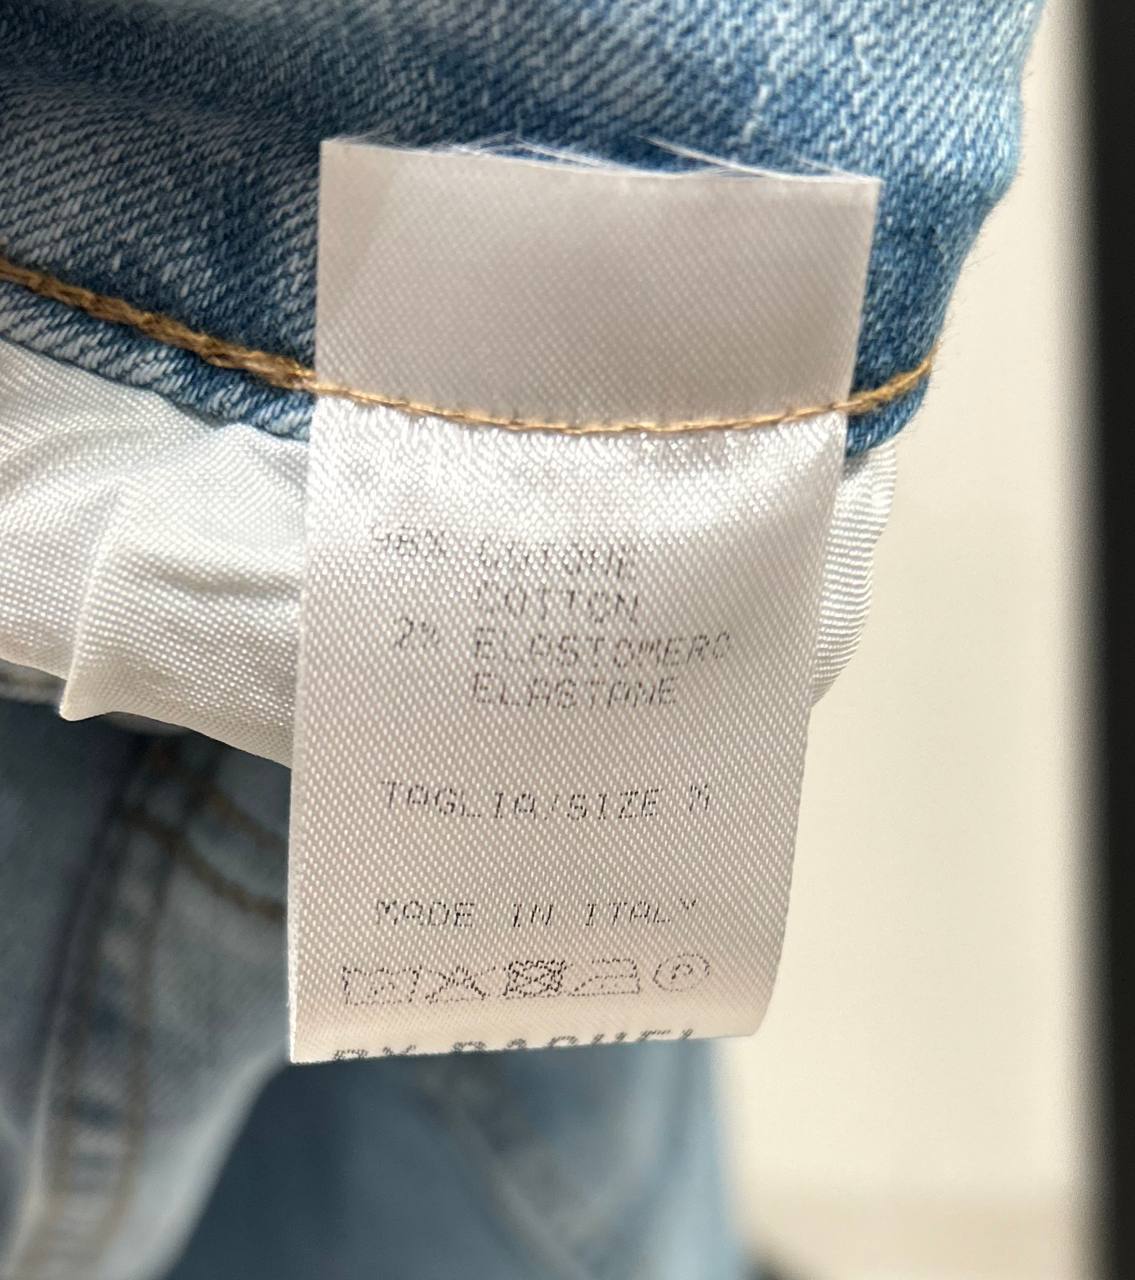 98% COTONE
COTTON
2% ELASTOMERO
ELASTANE
TAGLIA/SIZE M
MADE IN ITALY
P